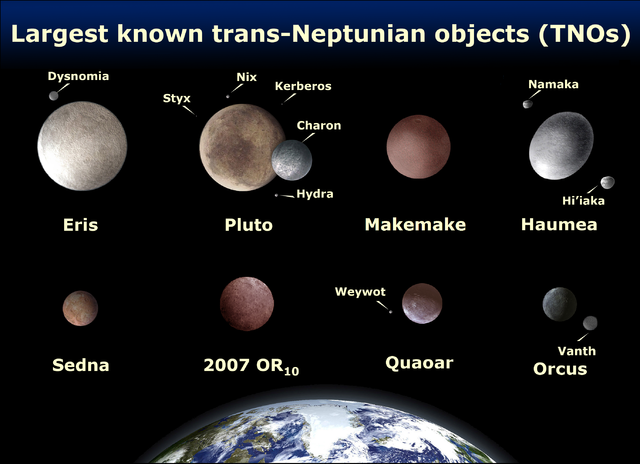 Largest known trans-Neptunian objects (TNOs)
Dysnomia
Nix
Kerberos
Styx
Charon
Hydra
Namaka
Hi’iaka
Eris
Pluto
Makemake
Haumea
Weywot
Vanth
Sedna
2007 OR₁₀
Quaoar
Orcus